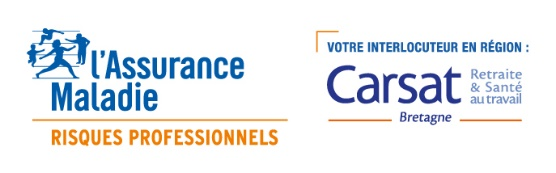 l'Assurance
Maladie
RISQUES PROFESSIONNELS
VOTRE INTERLOCUTEUR EN RÉGION :
Carsat
Retraite
& Santé
au travail
Bretagne